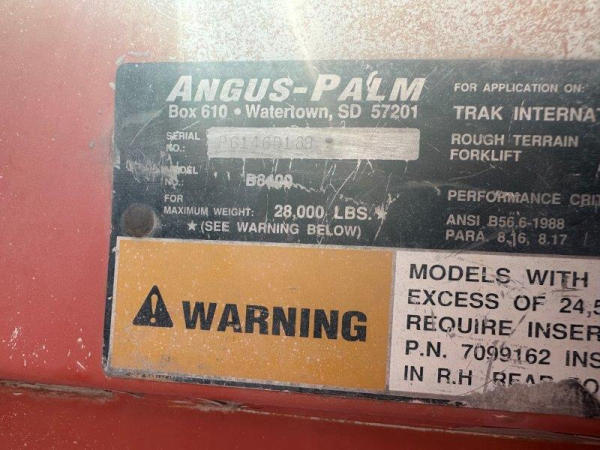 ANGUS-PALM
Box 610 • Watertown, SD 57201
SERIAL NO.:
MODEL NO.: B8400
FOR MAXIMUM WEIGHT: 28,000 LBS. ★
★ (SEE WARNING BELOW)
FOR APPLICATION ON:
TRAK INTERNAT
ROUGH TERRAIN
FORKLIFT
PERFORMANCE CRIT
ANSI B56.6-1988
PARA 8.16, 8.17
WARNING
MODELS WITH
EXCESS OF 24,5
REQUIRE INSER
P.N. 7099162 INS
IN R.H. REAR